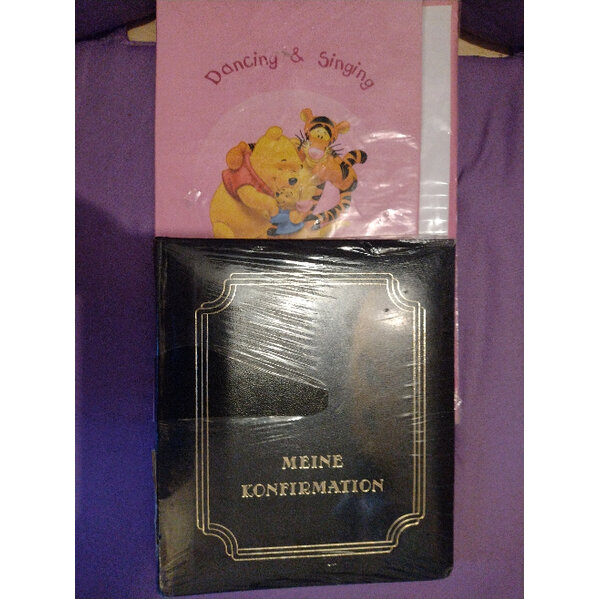 Dancing & Singing
MEINE
KONFIRMATION